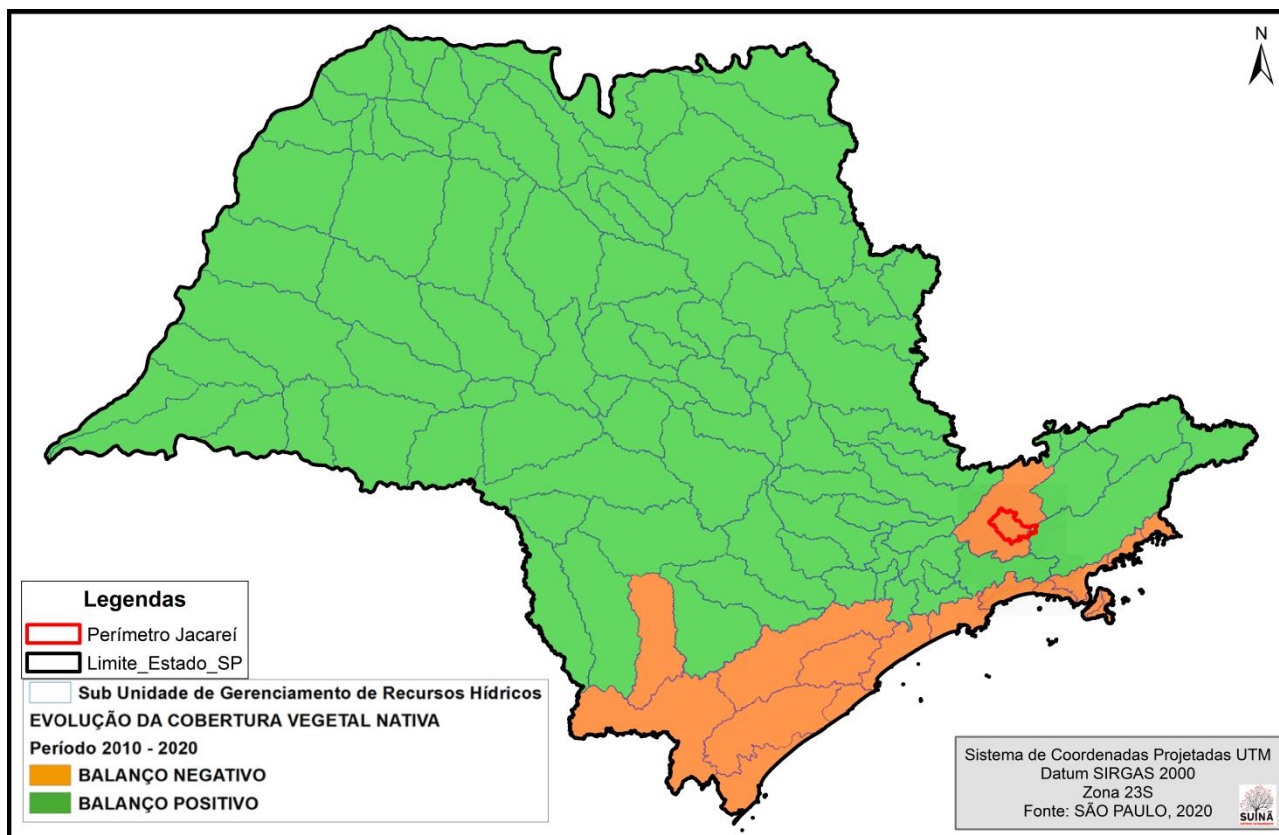 N
Legendas
Perímetro Jacareí
Limite_Estado_SP
Sub Unidade de Gerenciamento de Recursos Hídricos
EVOLUÇÃO DA COBERTURA VEGETAL NATIVA
Período 2010 - 2020
BALANÇO NEGATIVO
BALANÇO POSITIVO
Sistema de Coordenadas Projetadas UTM
Datum SIRGAS 2000
Zona 23S
Fonte: SÃO PAULO, 2020
SUINÃ